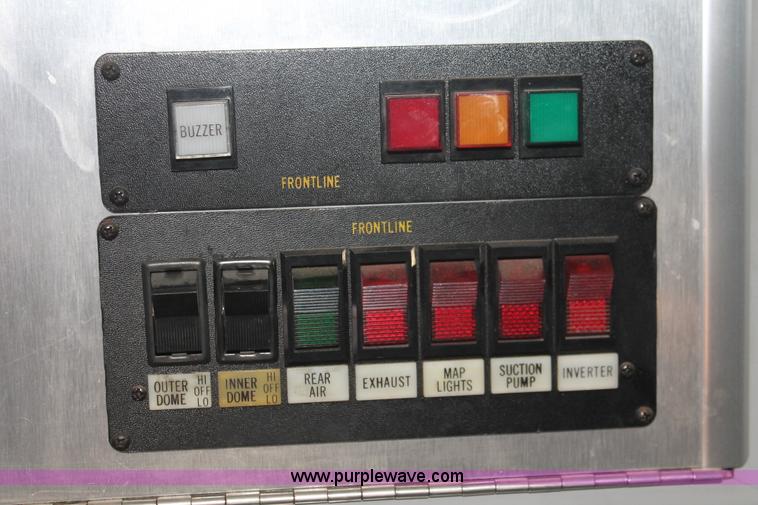 BUZZER
FRONTLINE
FRONTLINE
OUTER DOME HI OFF LO
INNER DOME HI OFF LO
REAR AIR
EXHAUST
MAP LIGHTS
SUCTION PUMP
INVERTER
www.purplewave.com